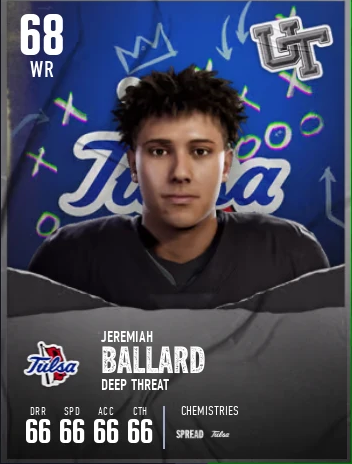 68
WR
UT
Tulsa
JEREMIAH
BALLARD
DEEP THREAT
Tulsa
DRR SPD ACC CTH
66 66 66 66
CHEMISTRIES
SPREAD Tulsa